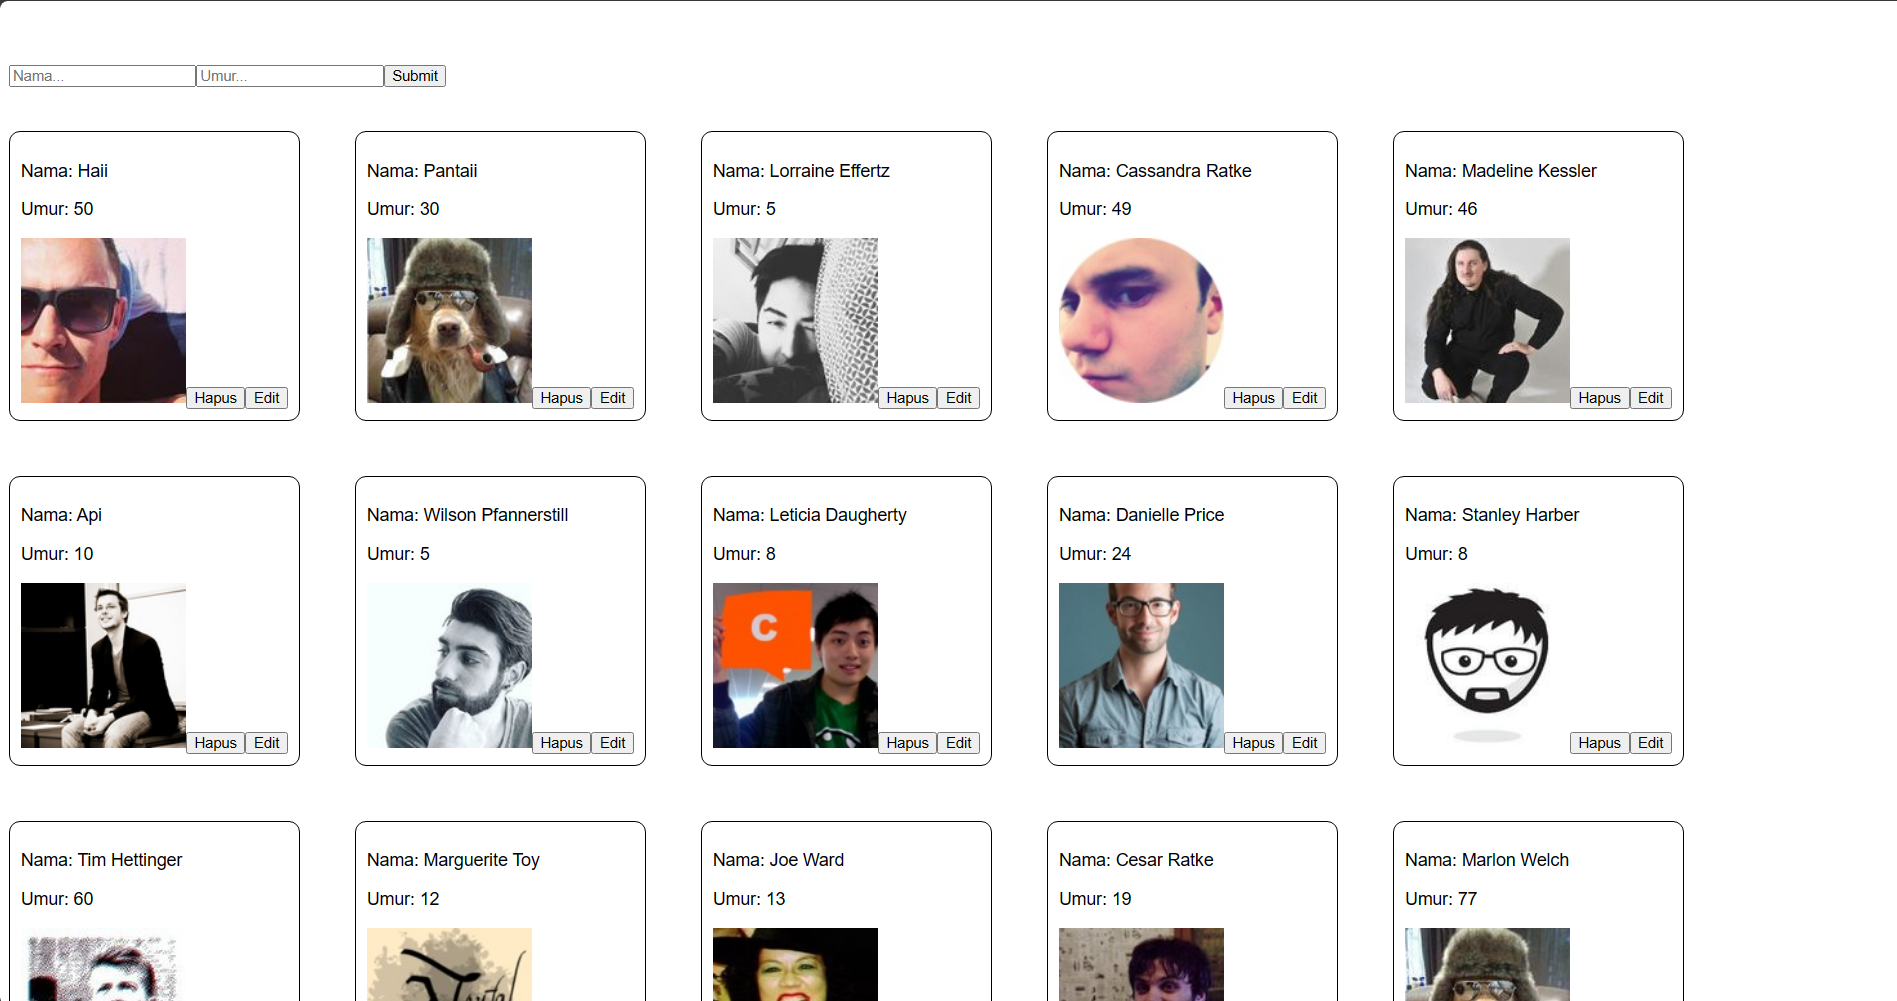 Nama... Umur... Submit
Nama: Haii
Umur: 50
Hapus Edit
Nama: Pantaii
Umur: 30
Hapus Edit
Nama: Lorraine Effertz
Umur: 5
Hapus Edit
Nama: Cassandra Ratke
Umur: 49
Hapus Edit
Nama: Madeline Kessler
Umur: 46
Hapus Edit
Nama: Api
Umur: 10
Hapus Edit
Nama: Wilson Pfannerstill
Umur: 5
Hapus Edit
Nama: Leticia Daugherty
Umur: 8
C
Hapus Edit
Nama: Danielle Price
Umur: 24
Hapus Edit
Nama: Stanley Harber
Umur: 8
Hapus Edit
Nama: Tim Hettinger
Umur: 60
Nama: Marguerite Toy
Umur: 12
Nama: Joe Ward
Umur: 13
Nama: Cesar Ratke
Umur: 19
Nama: Marlon Welch
Umur: 77